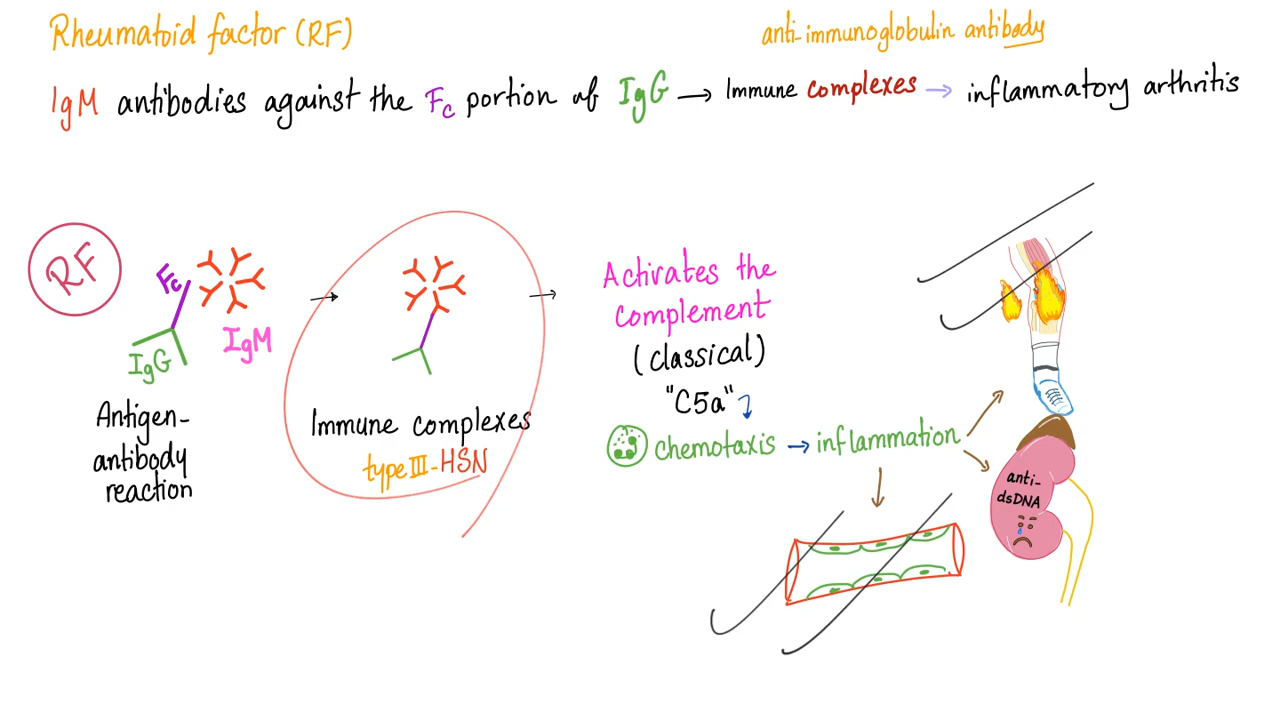 Rheumatoid factor (RF)
anti-immunoglobulin antibody
IgM antibodies against the Fc portion of IgG → Immune complexes → inflammatory arthritis
RF
Fc
IgG
IgM
Antigen-
antibody
reaction
→
Immune complexes
type III-HSN
→
Activates the
complement
(classical)
"C5a"
chemotaxis → inflammation
anti-
dsDNA